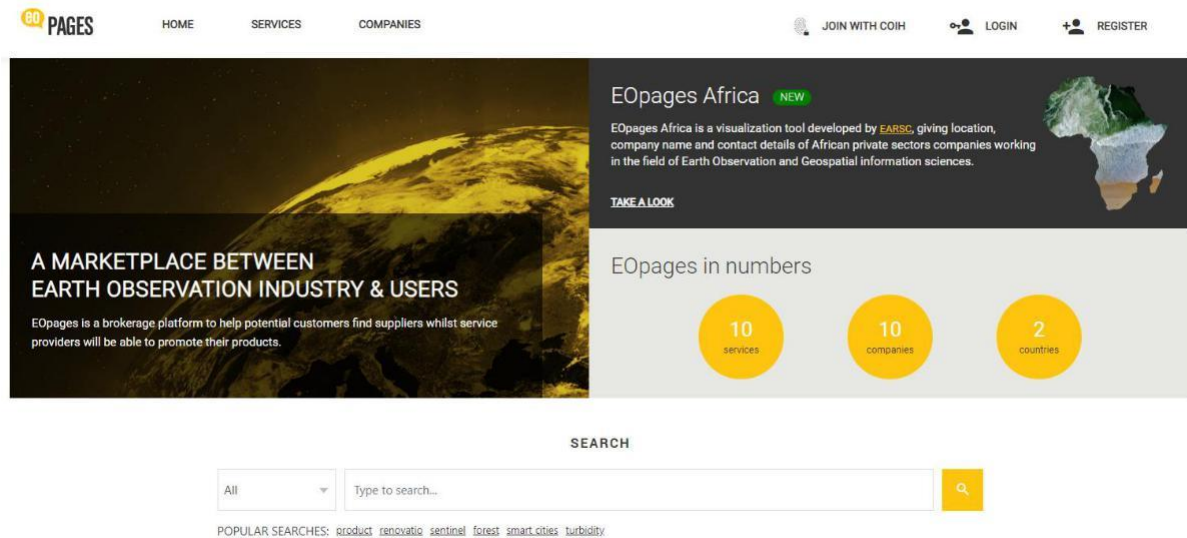 eo PAGES
HOME
SERVICES
COMPANIES
JOIN WITH COIH
LOGIN
REGISTER
A MARKETPLACE BETWEEN
EARTH OBSERVATION INDUSTRY & USERS
EOpages is a brokerage platform to help potential customers find suppliers whilst service
providers will be able to promote their products.
EOpages Africa NEW
EOpages Africa is a visualization tool developed by EARSC, giving location,
company name and contact details of African private sectors companies working
in the field of Earth Observation and Geospatial information sciences.
TAKE A LOOK
EOpages in numbers
10
services
10
companies
2
countries
SEARCH
All
Type to search...
POPULAR SEARCHES: product renovatio sentinel forest smart cities turbidity